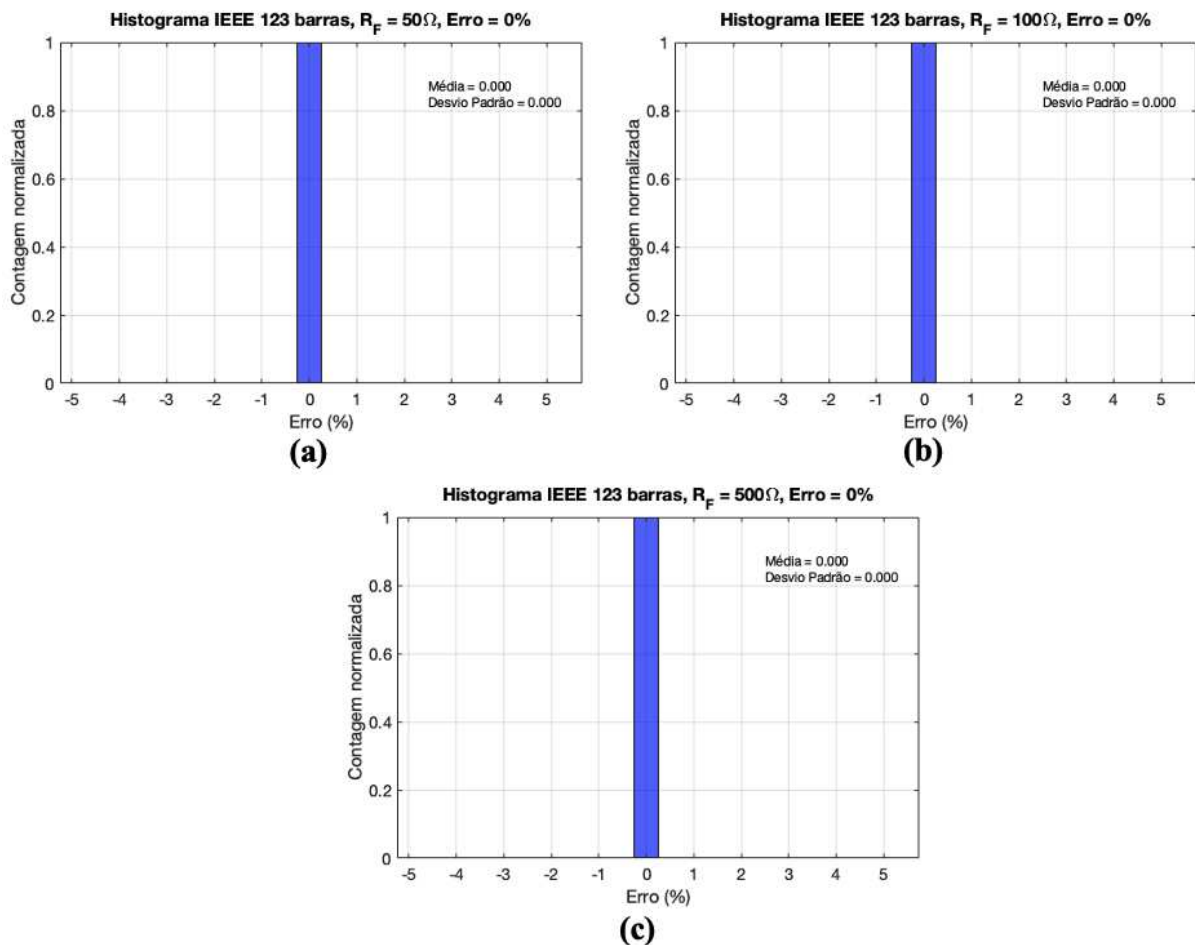 Histograma IEEE 123 barras, R_F = 50Ω, Erro = 0%
Média = 0.000
Desvio Padrão = 0.000
Contagem normalizada
1
0.8
0.6
0.4
0.2
0
-5 -4 -3 -2 -1 0 1 2 3 4 5
Erro (%)
(a)
Histograma IEEE 123 barras, R_F = 100Ω, Erro = 0%
Média = 0.000
Desvio Padrão = 0.000
Contagem normalizada
1
0.8
0.6
0.4
0.2
0
-5 -4 -3 -2 -1 0 1 2 3 4 5
Erro (%)
(b)
Histograma IEEE 123 barras, R_F = 500Ω, Erro = 0%
Média = 0.000
Desvio Padrão = 0.000
Contagem normalizada
1
0.8
0.6
0.4
0.2
0
-5 -4 -3 -2 -1 0 1 2 3 4 5
Erro (%)
(c)